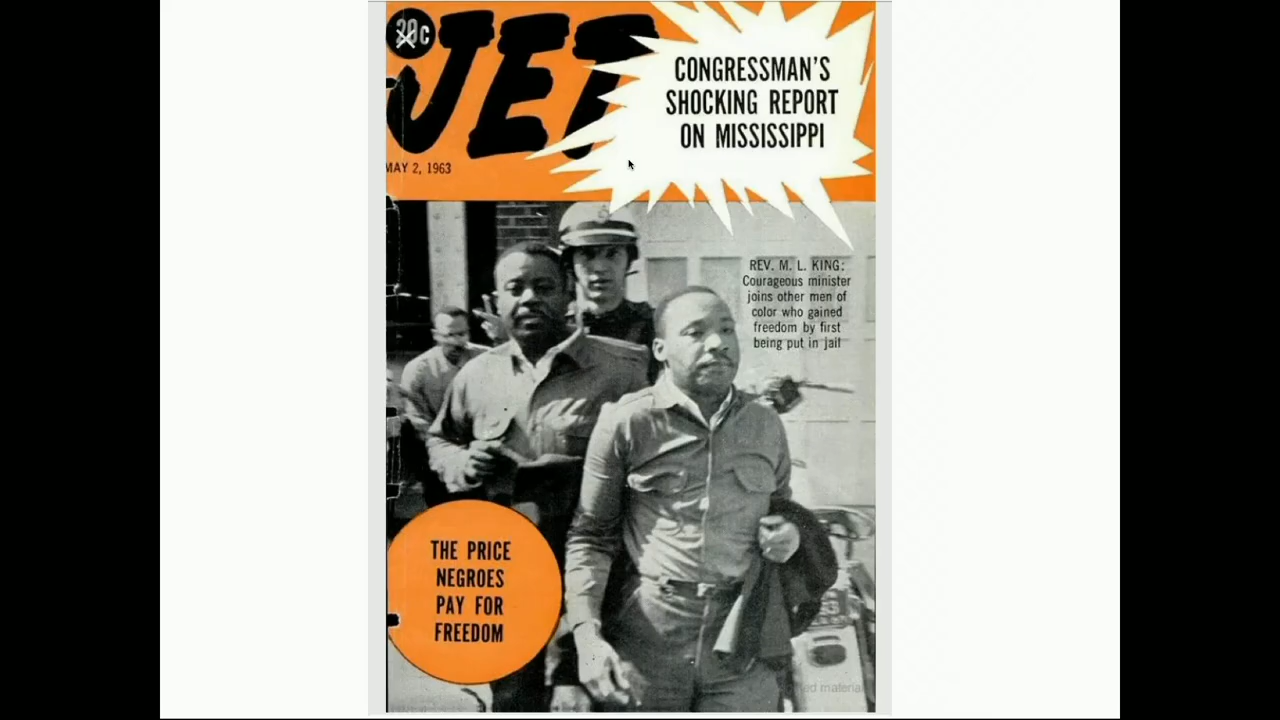 20c
JET
CONGRESSMAN'S
SHOCKING REPORT
ON MISSISSIPPI
MAY 2, 1963
REV. M. L. KING:
Courageous minister
joins other men of
color who gained
freedom by first
being put in jail
THE PRICE
NEGROES
PAY FOR
FREEDOM
material